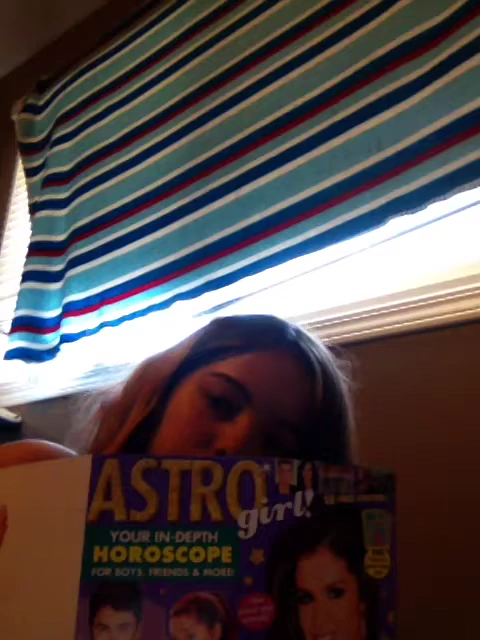 ASTRO
girl!
YOUR IN-DEPTH
HOROSCOPE
FOR BOYS, FRIENDS & MORE!